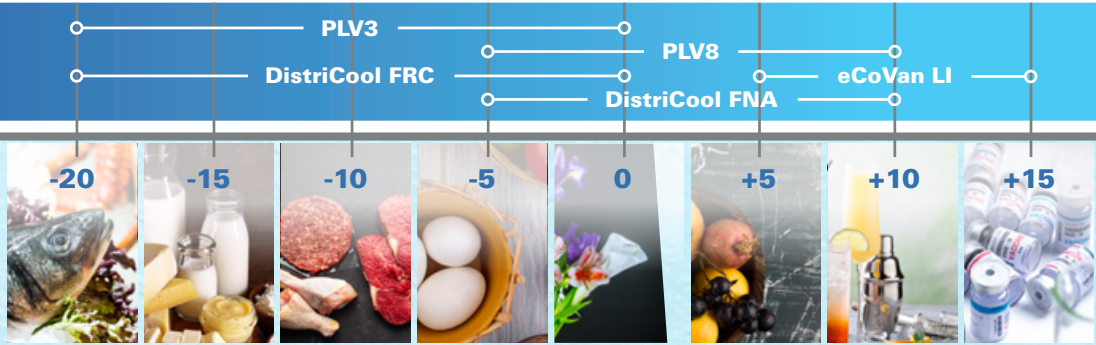 PLV3
PLV8
DistriCool FRC
eCoVan LI
DistriCool FNA
-20 -15 -10 -5 0 +5 +10 +15